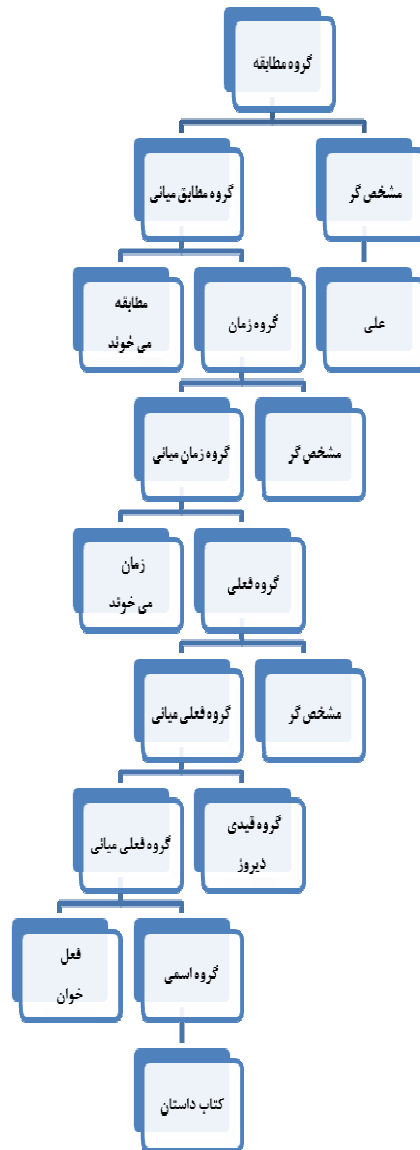 گروه مطابقه
مشخص گر
گروه مطابق میانی
علی
گروه زمان
مطابقه
می خوند
مشخص گر
گروه زمان میانی
گروه فعلی
زمان
می خوند
مشخص گر
گروه فعلی میانی
گروه قیدی
دیروز
گروه فعلی میانی
گروه اسمی
فعل
خوان
کتاب داستان